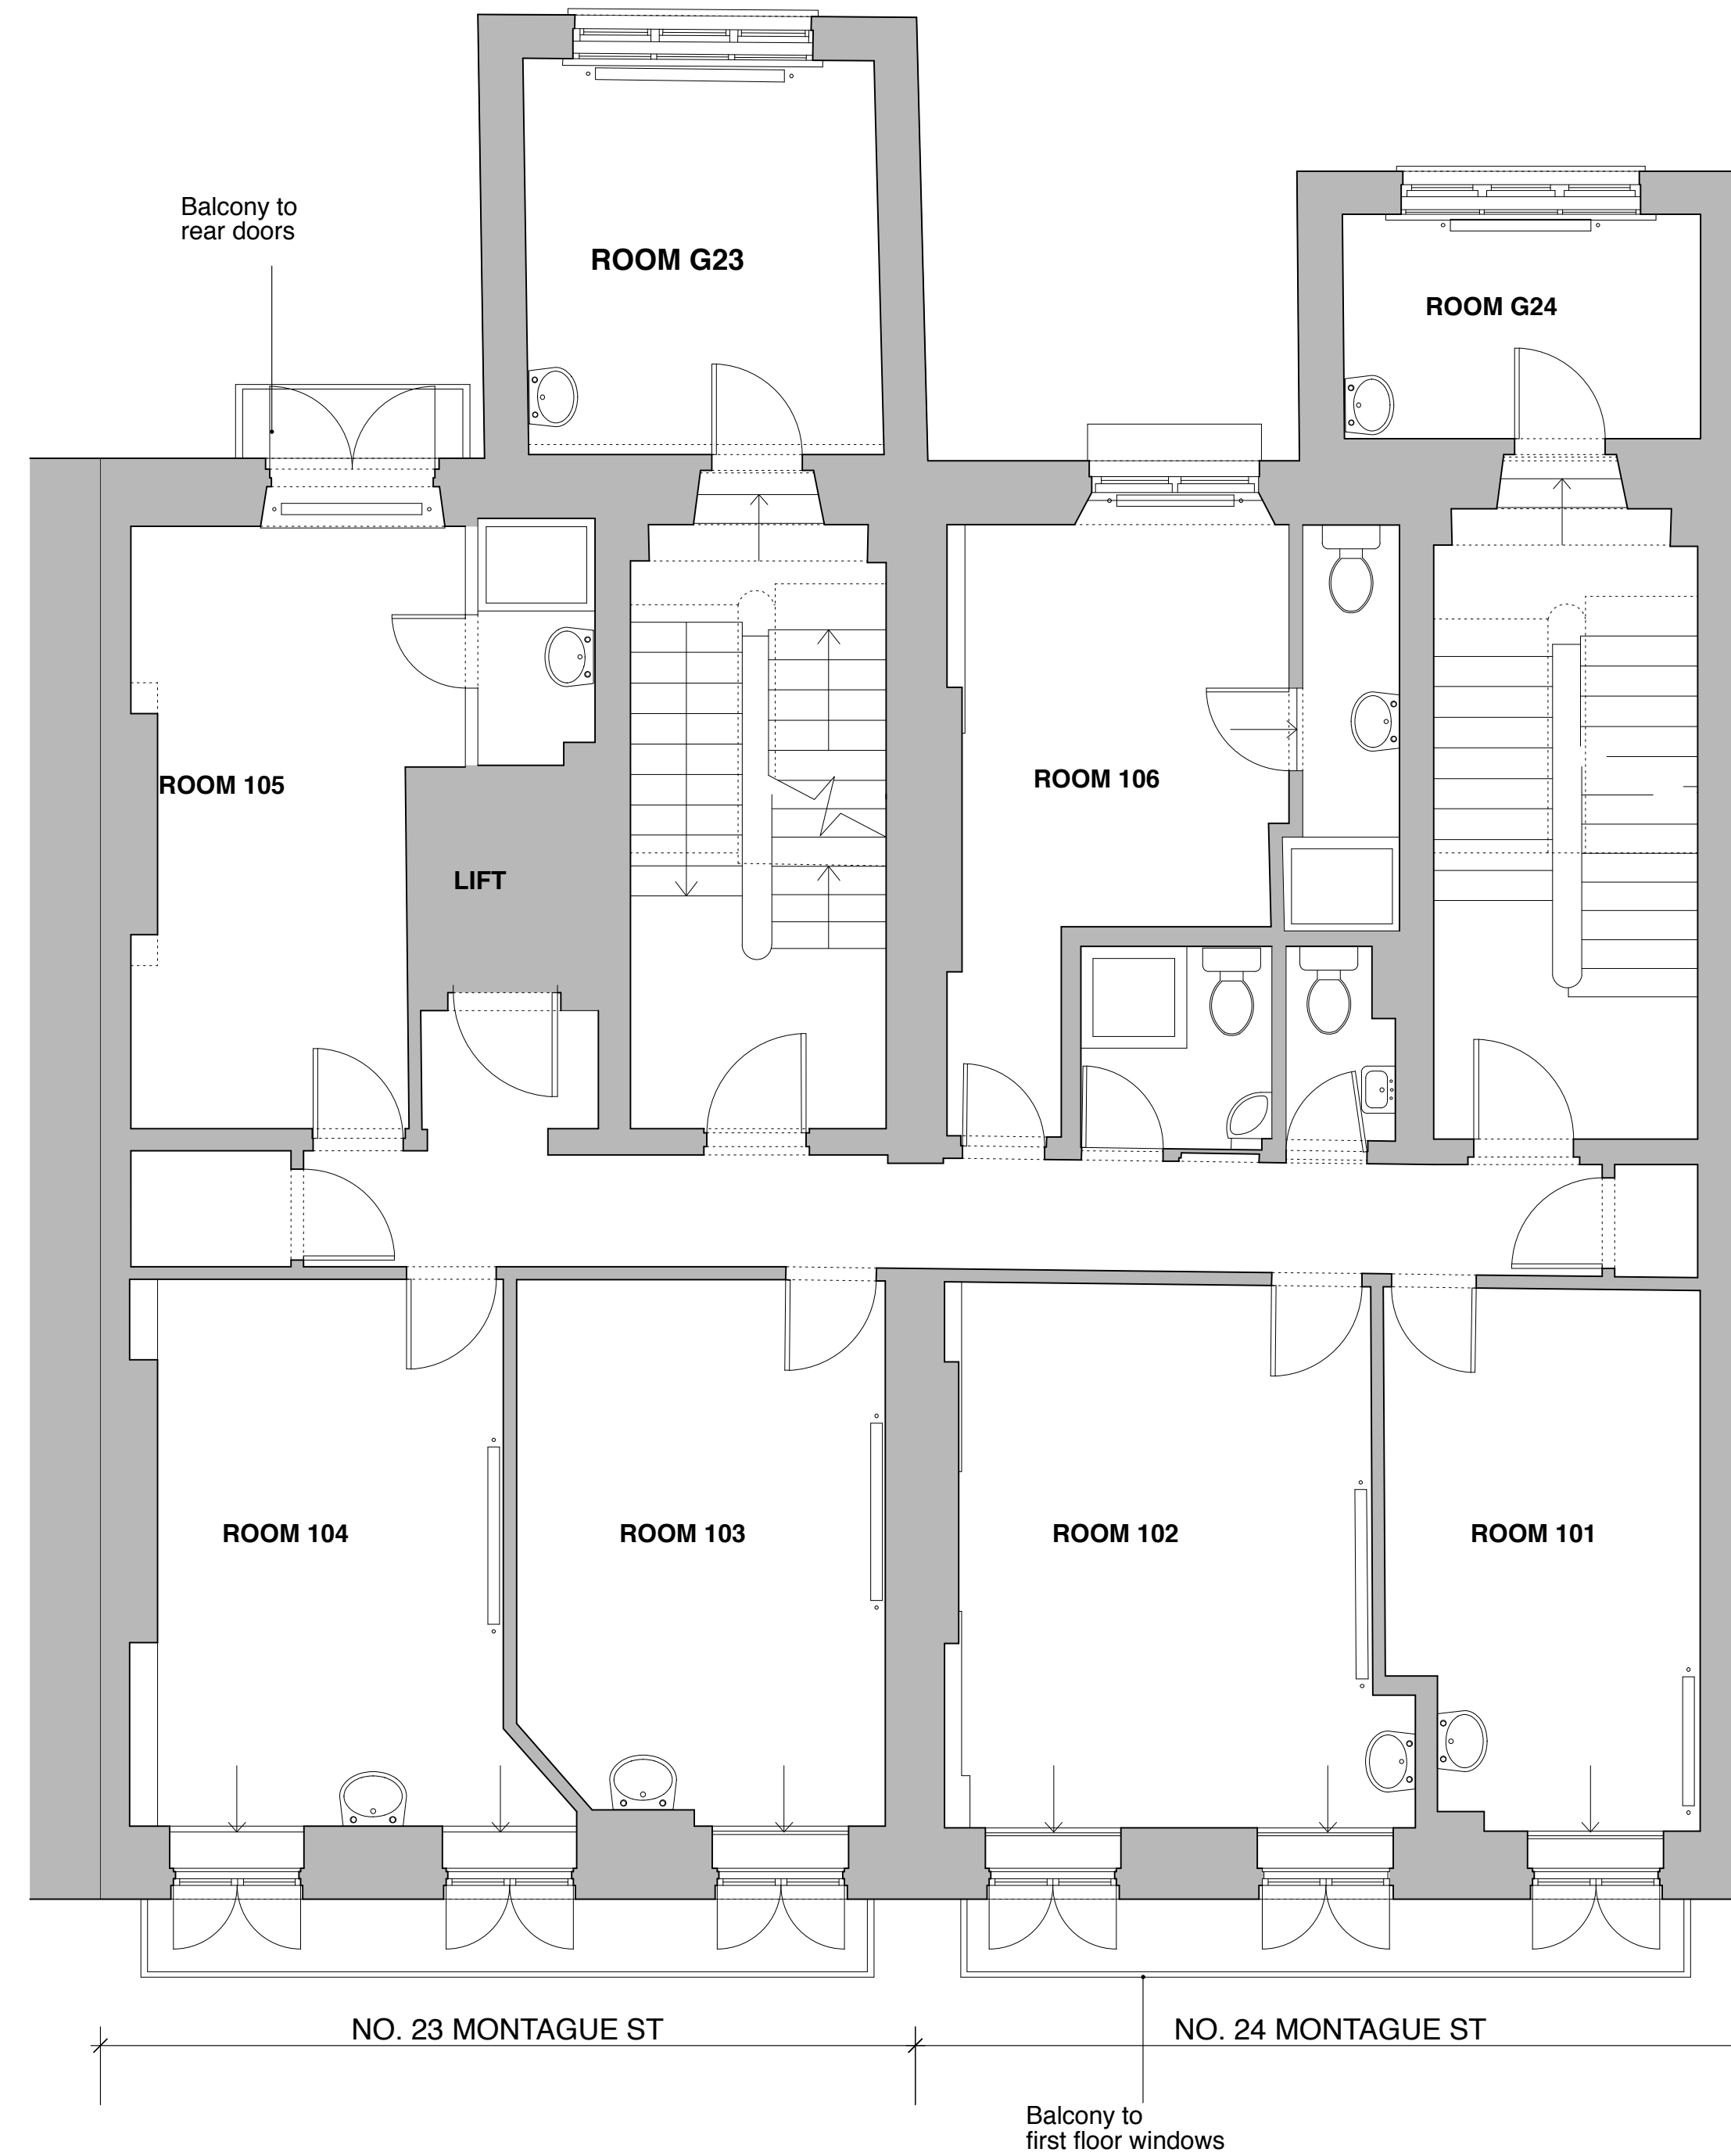 Balcony to
rear doors
ROOM G23
ROOM G24
ROOM 105
ROOM 106
LIFT
ROOM 104
ROOM 103
ROOM 102
ROOM 101
NO. 23 MONTAGUE ST
NO. 24 MONTAGUE ST
Balcony to
first floor windows